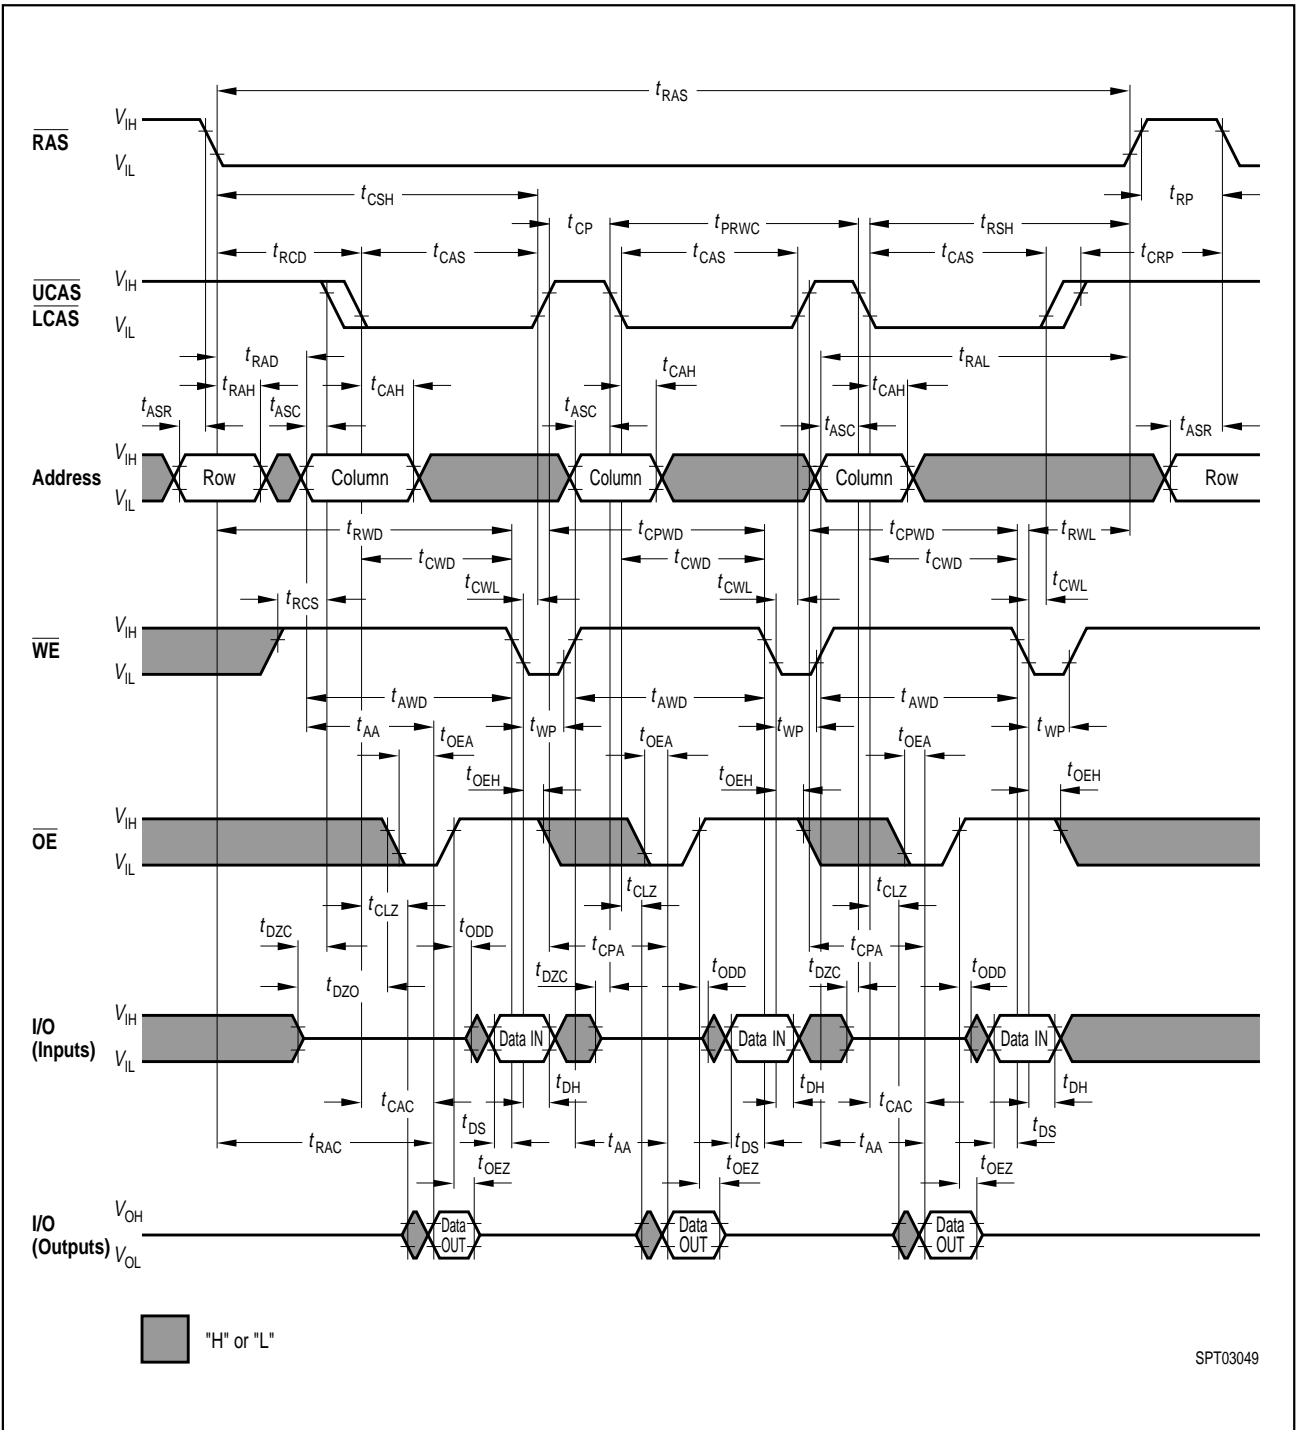 tRAS
VIH
RAS
VIL
tCSH
tRP
tCP
tPRWC
tRSH
tRCD
tCAS
tCAS
tCAS
tCRP
VIH
UCAS
LCAS
VIL
tRAD
tRAL
tRAH
tCAH
tCAH
tCAH
tASR
tASC
tASC
tASC
tASR
VIH
Address
Row
Column
Column
Column
Row
VIL
tRWD
tCPWD
tCPWD
tRWL
tCWD
tCWD
tCWD
tCWL
tCWL
tCWL
tRCS
VIH
WE
VIL
tAWD
tAWD
tAWD
tAA
tWP
tWP
tWP
tOEA
tOEA
tOEA
tOEH
tOEH
tOEH
VIH
OE
VIL
tCLZ
tCLZ
tCLZ
tDZC
tODD
tCPA
tCPA
tDZO
tDZC
tODD
tDZC
tODD
VIH
I/O
(Inputs)
Data IN
Data IN
Data IN
VIL
tDH
tDH
tDH
tCAC
tCAC
tDS
tDS
tDS
tRAC
tAA
tAA
tOEZ
tOEZ
tOEZ
VOH
I/O
(Outputs)
VOL
Data
OUT
Data
OUT
Data
OUT
"H" or "L"
SPT03049